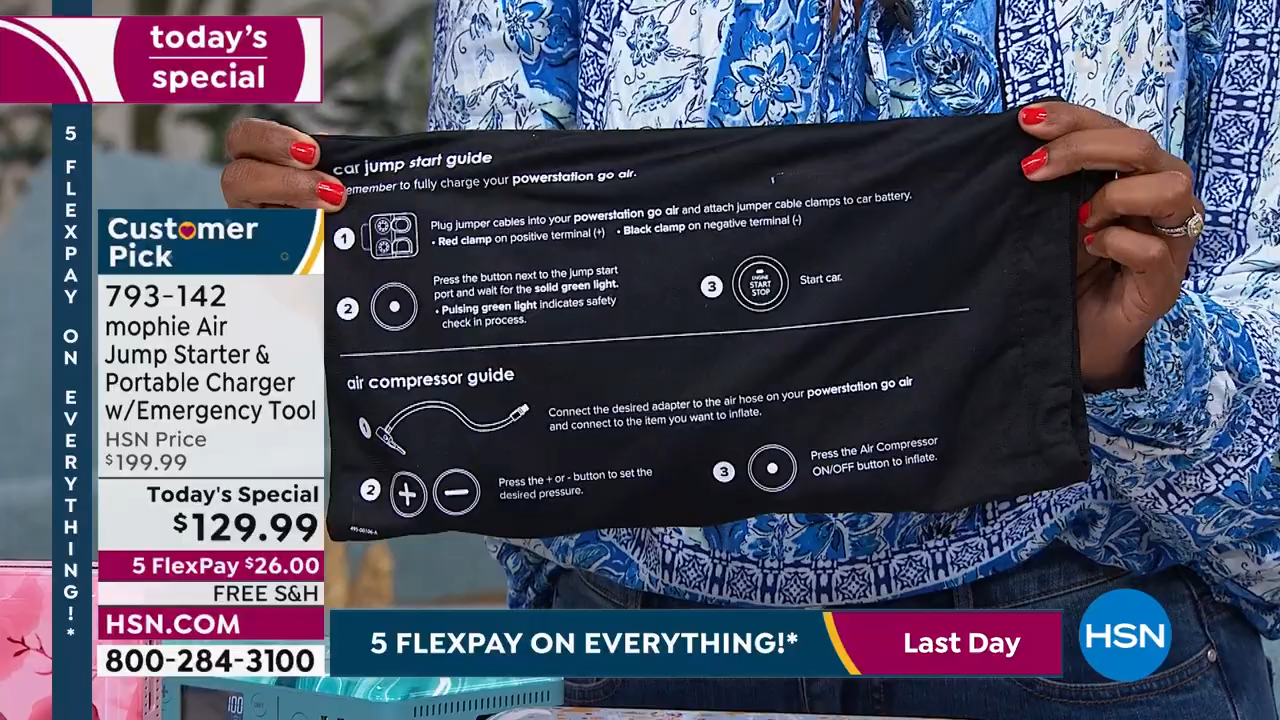 today's
special
LIVE
5 FLEXPAY ON EVERYTHING!*
Customer
Pick
793-142
mophie Air
Jump Starter &
Portable Charger
w/Emergency Tool
HSN Price
$199.99
Today's Special
$129.99
5 FlexPay $26.00
FREE S&H
HSN.COM
800-284-3100
car jump start guide
emember to fully charge your powerstation go air.
1
Plug jumper cables into your powerstation go air and attach jumper cable clamps to car battery.
• Red clamp on positive terminal (+) • Black clamp on negative terminal (-)
2
Press the button next to the jump start
port and wait for the solid green light.
• Pulsing green light indicates safety
check in process.
3
ENGINE
START
STOP
Start car.
air compressor guide
1
Connect the desired adapter to the air hose on your powerstation go air
and connect to the item you want to inflate.
2
+ −
Press the + or - button to set the
desired pressure.
3
Press the Air Compressor
ON/OFF button to inflate.
5 FLEXPAY ON EVERYTHING!*
Last Day
HSN
100